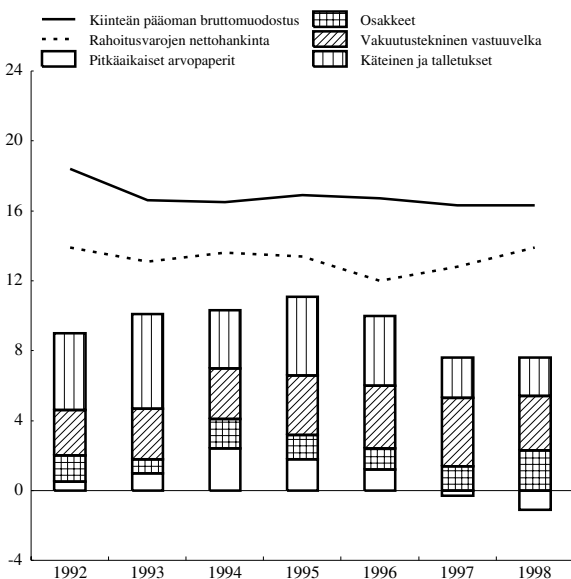 Kiinteän pääoman bruttomuodostus
Rahoitusvarojen nettohankinta
Pitkäaikaiset arvopaperit
Osakkeet
Vakuutustekninen vastuuvelka
Käteinen ja talletukset
24
20
16
12
8
4
0
-4
1992 1993 1994 1995 1996 1997 1998